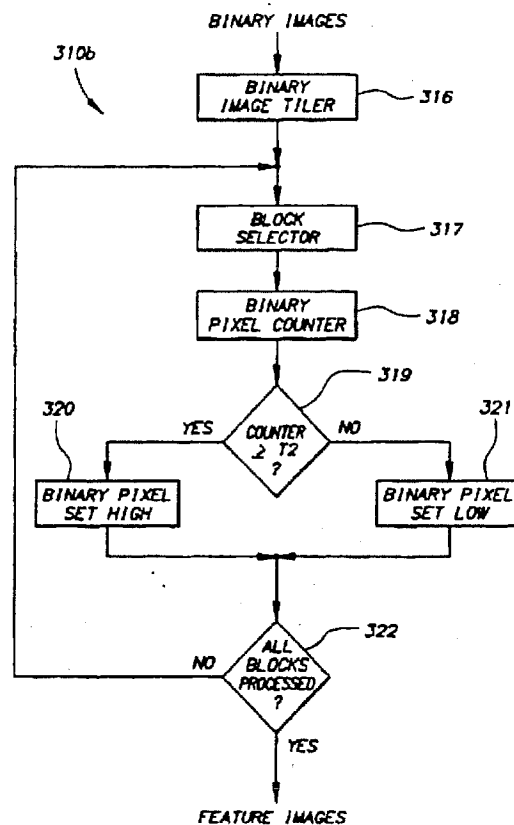 BINARY IMAGES
310b
BINARY
IMAGE TILER
316
BLOCK
SELECTOR
317
BINARY
PIXEL COUNTER
318
319
320
321
YES
COUNTER
≥ T2
?
NO
BINARY PIXEL
SET HIGH
BINARY PIXEL
SET LOW
322
NO
ALL
BLOCKS
PROCESSED
?
YES
FEATURE IMAGES